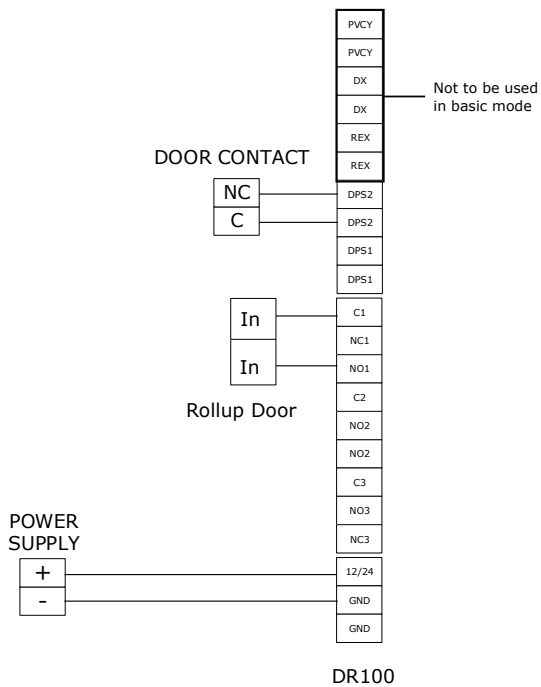 PVCY
PVCY
DX
DX
REX
REX
Not to be used
in basic mode
DOOR CONTACT
NC
C
DPS2
DPS2
DPS1
DPS1
In
In
Rollup Door
C1
NC1
NO1
C2
NO2
NO2
C3
NO3
NC3
POWER
SUPPLY
+
-
12/24
GND
GND
DR100